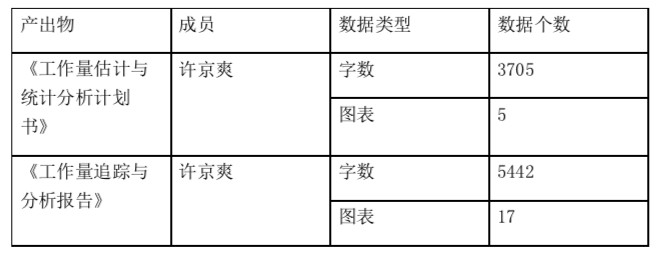 产出物 成员 数据类型 数据个数
《工作量估计与 许京爽 字数 3705
统计分析计划
书》 图表 5
《工作量追踪与 许京爽 字数 5442
分析报告》 图表 17